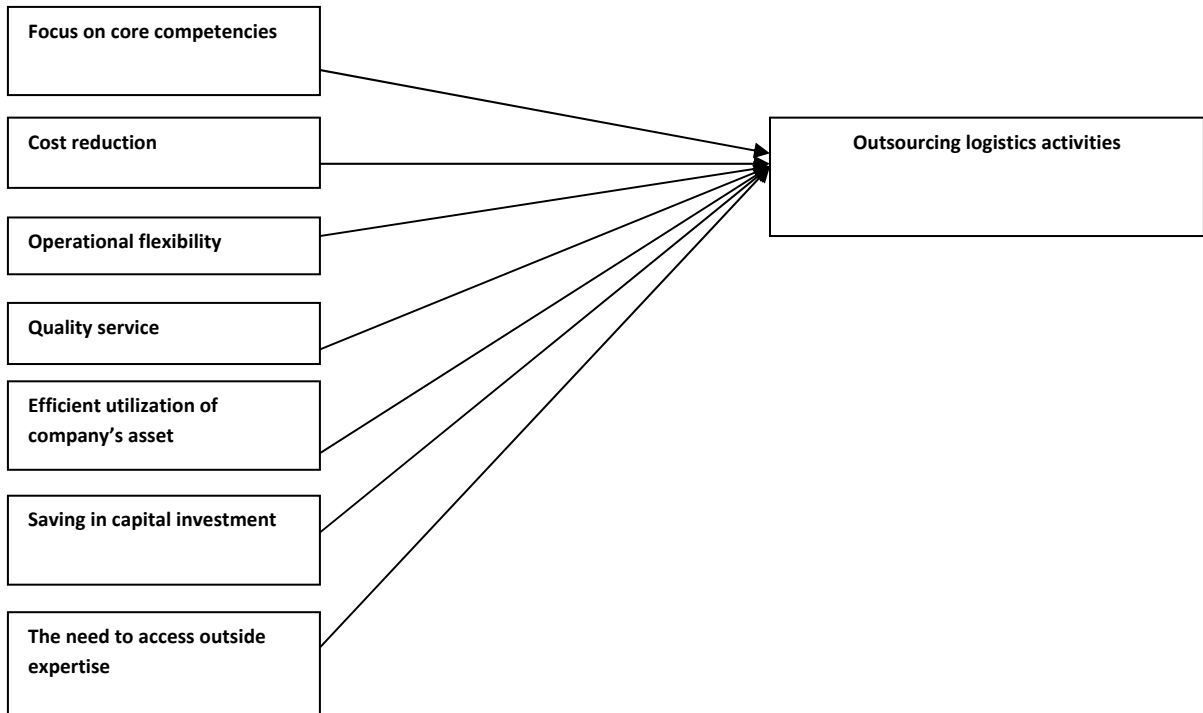 Focus on core competencies
Cost reduction
Outsourcing logistics activities
Operational flexibility
Quality service
Efficient utilization of
company’s asset
Saving in capital investment
The need to access outside
expertise